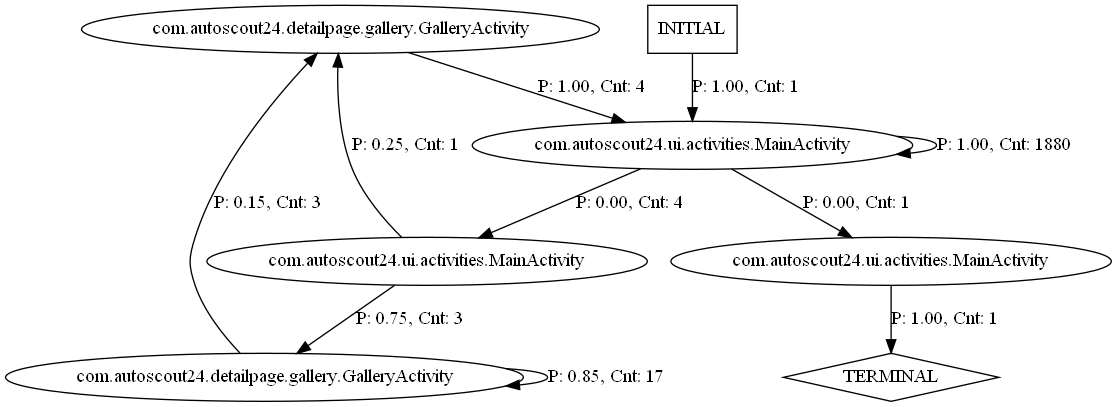 com.autoscout24.detailpage.gallery.GalleryActivity
INITIAL
P: 1.00, Cnt: 4
P: 1.00, Cnt: 1
P: 0.25, Cnt: 1
com.autoscout24.ui.activities.MainActivity
P: 1.00, Cnt: 1880
P: 0.15, Cnt: 3
P: 0.00, Cnt: 4
P: 0.00, Cnt: 1
com.autoscout24.ui.activities.MainActivity
com.autoscout24.ui.activities.MainActivity
P: 0.75, Cnt: 3
P: 1.00, Cnt: 1
com.autoscout24.detailpage.gallery.GalleryActivity
P: 0.85, Cnt: 17
TERMINAL